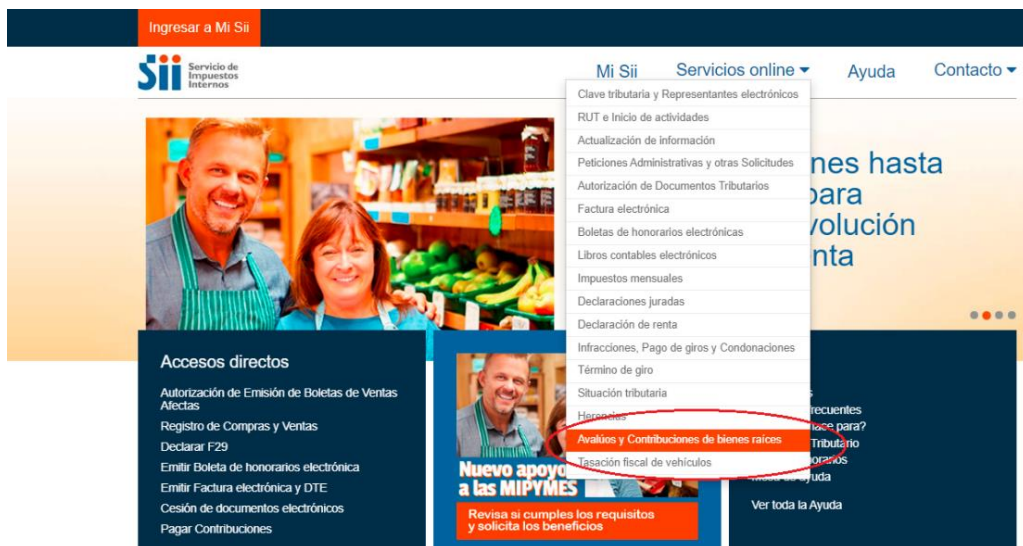 Ingresar a Mi Sii
Sii Servicio de
Impuestos
Internos
Mi Sii
Servicios online
Ayuda
Contacto
Clave tributaria y Representantes electrónicos
RUT e Inicio de actividades
Actualización de información
Peticiones Administrativas y otras Solicitudes
Autorización de Documentos Tributarios
Factura electrónica
Boletas de honorarios electrónicas
Libros contables electrónicos
Impuestos mensuales
Declaraciones juradas
Declaración de renta
Infracciones, Pago de giros y Condonaciones
Término de giro
Situación tributaria
Herencias
Avalúos y Contribuciones de bienes raíces
Tasación fiscal de vehículos
hasta
Accesos directos
Autorización de Emisión de Boletas de Ventas
Afectas
Registro de Compras y Ventas
Declarar F29
Emitir Boleta de honorarios electrónica
Emitir Factura electrónica y DTE
Cesión de documentos electrónicos
Pagar Contribuciones
Nuevo apoyo
a las MIPYMES
Revisa si cumples los requisitos
y solicita los beneficios
para?
Tributario
ayuda
Ver toda la Ayuda